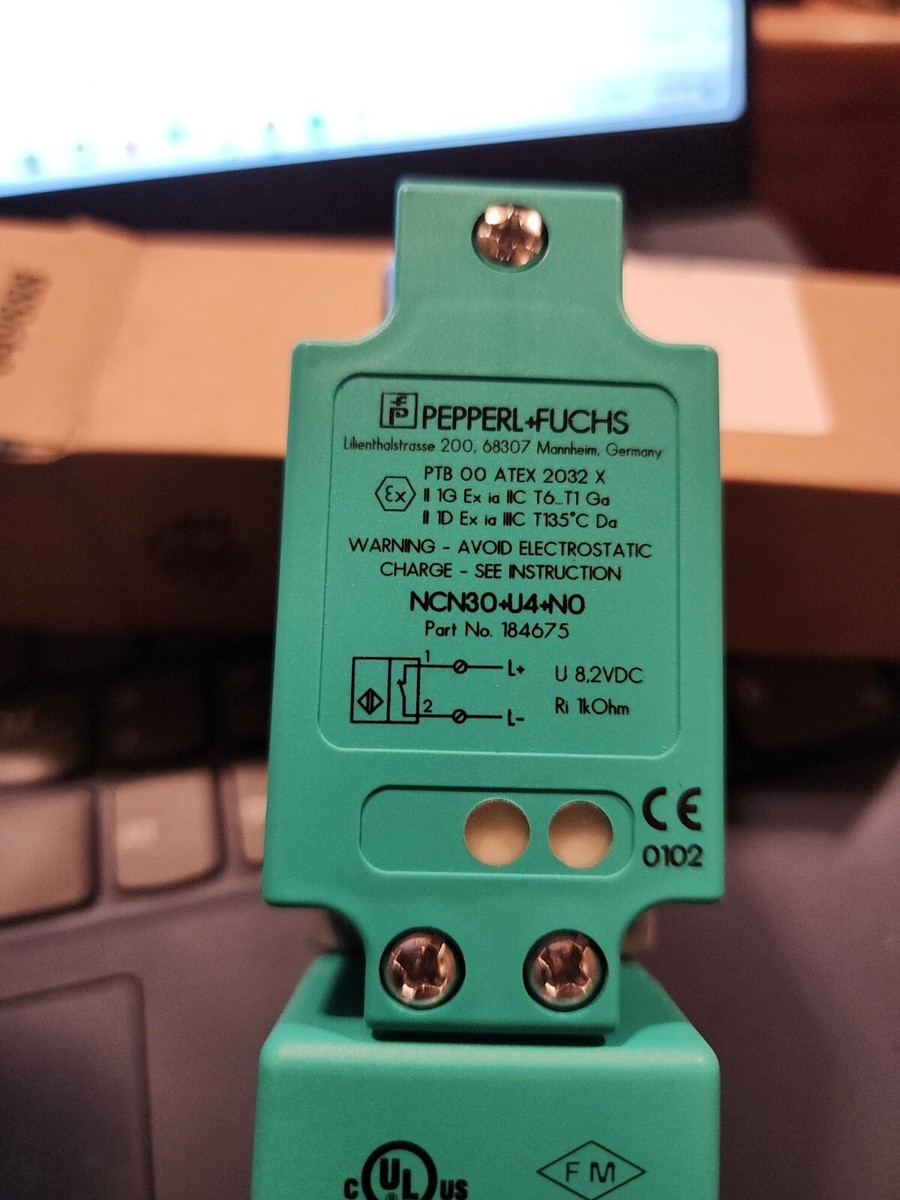 PEPPERL+FUCHS
Lilienthalstrasse 200, 68307 Mannheim, Germany
PTB 00 ATEX 2032 X
Ex
II 1G Ex ia IIC T6...T1 Ga
II 1D Ex ia IIIC T135°C Da
WARNING - AVOID ELECTROSTATIC
CHARGE - SEE INSTRUCTION
NCN30+U4+N0
Part No. 184675
1 L+ U 8,2VDC
2 L- Ri 1kOhm
CE
0102
C UL ® US
FM